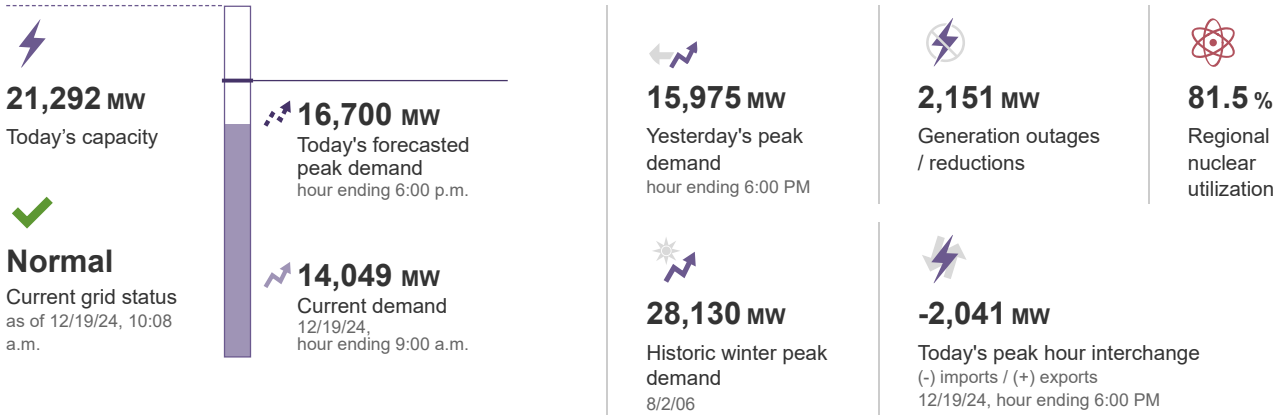 21,292 MW
Today's capacity
Normal
Current grid status
as of 12/19/24, 10:08
a.m.
16,700 MW
Today's forecasted
peak demand
hour ending 6:00 p.m.
14,049 MW
Current demand
12/19/24,
hour ending 9:00 a.m.
15,975 MW
Yesterday's peak
demand
hour ending 6:00 PM
2,151 MW
Generation outages
/ reductions
81.5 %
Regional
nuclear
utilization
28,130 MW
Historic winter peak
demand
8/2/06
-2,041 MW
Today's peak hour interchange
(-) imports / (+) exports
12/19/24, hour ending 6:00 PM